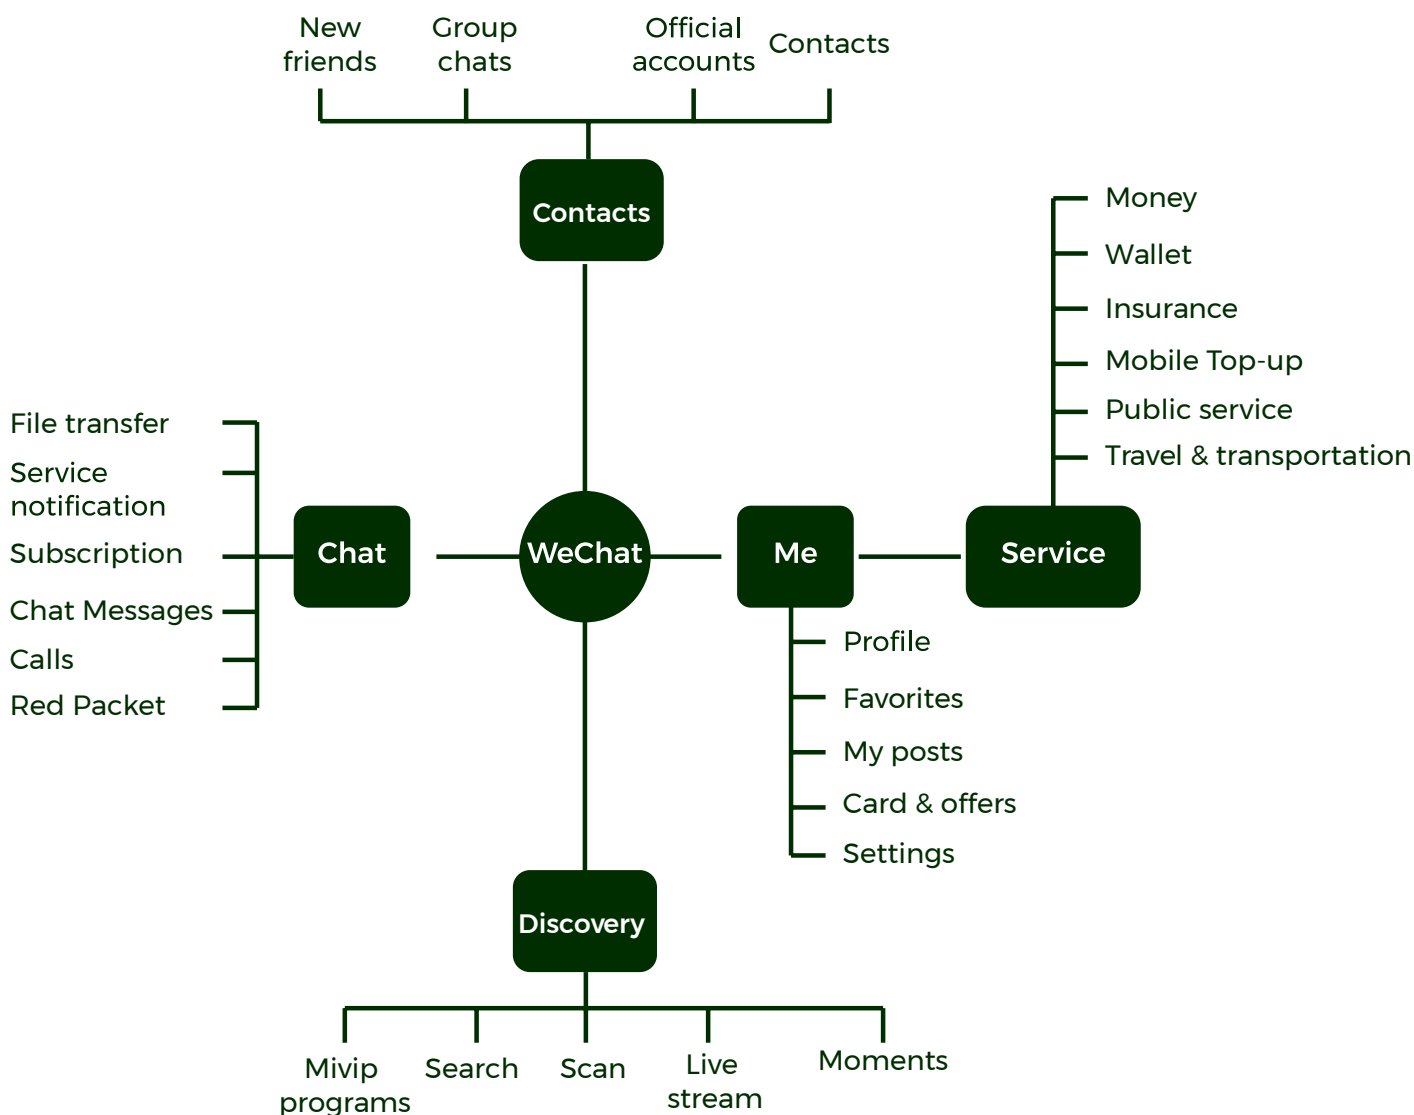 New
friends
Group
chats
Official
accounts
Contacts
Contacts
Money
Wallet
Insurance
Mobile Top-up
Public service
Travel & transportation
File transfer
Service
notification
Subscription
Chat Messages
Calls
Red Packet
Chat
WeChat
Me
Service
Profile
Favorites
My posts
Card & offers
Settings
Discovery
Mivip
programs
Search
Scan
Live
stream
Moments